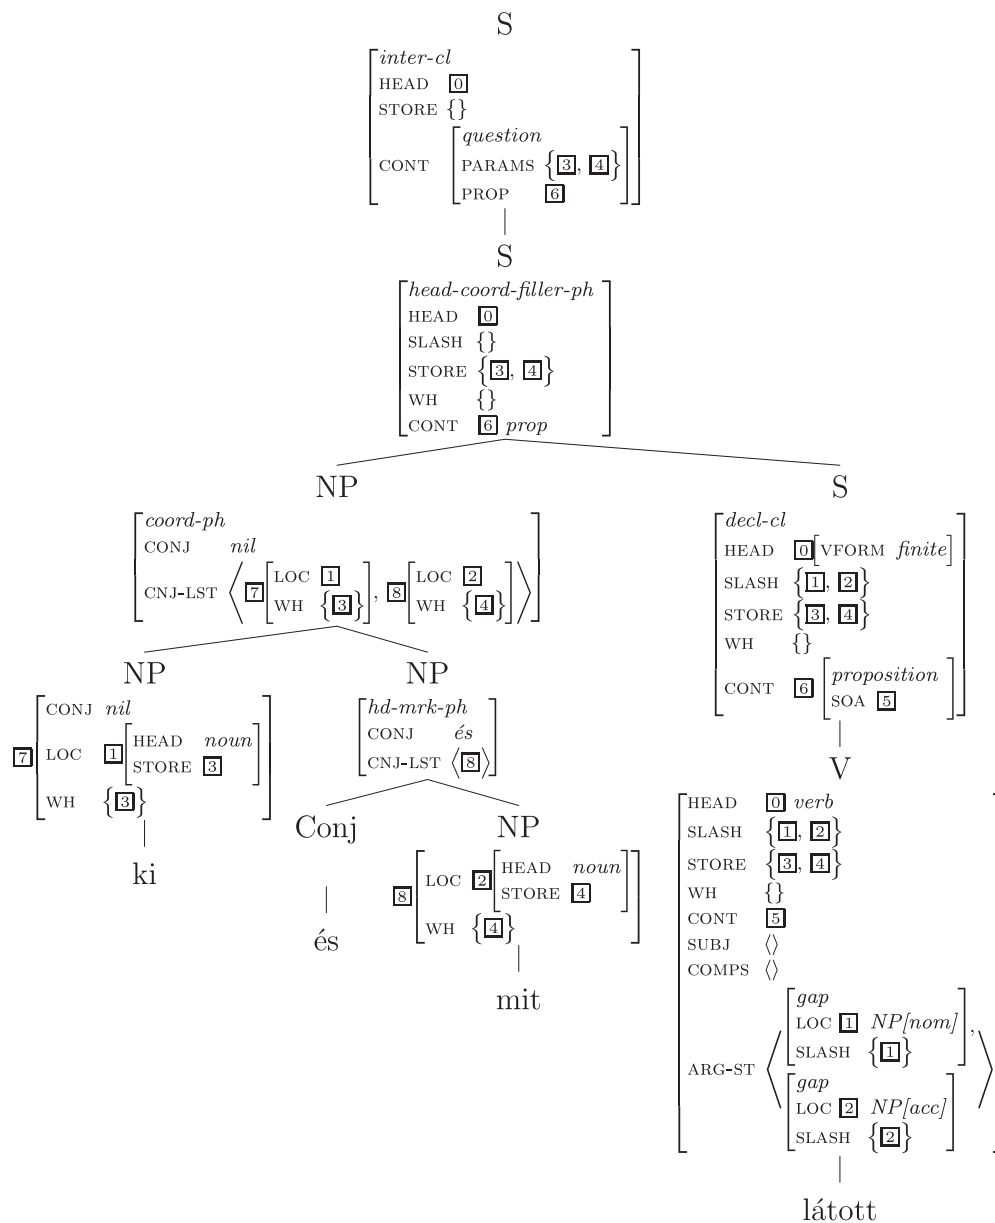 S
inter-cl
HEAD 0
STORE {}
CONT question
PARAMS {3, 4}
PROP 6
S
head-coord-filler-ph
HEAD 0
SLASH {}
STORE {3, 4}
WH {}
CONT 6 prop
NP
coord-ph
CONJ nil
CNJ-LST ⟨7[LOC 1 WH {3}], 8[LOC 2 WH {4}]⟩
S
decl-cl
HEAD 0[VFORM finite]
SLASH {1, 2}
STORE {3, 4}
WH {}
CONT 6 [proposition
SOA 5]
NP
7
CONJ nil
LOC 1[HEAD noun
STORE 3]
WH {3}
ki
NP
hd-mrk-ph
CONJ és
CNJ-LST ⟨8⟩
Conj
és
NP
8
LOC 2[HEAD noun
STORE 4]
WH {4}
mit
V
HEAD 0 verb
SLASH {1, 2}
STORE {3, 4}
WH {}
CONT 5
SUBJ ⟨⟩
COMPS ⟨⟩
ARG-ST ⟨[gap
LOC 1 NP[nom]
SLASH {1}],
[gap
LOC 2 NP[acc]
SLASH {2}]⟩
látott